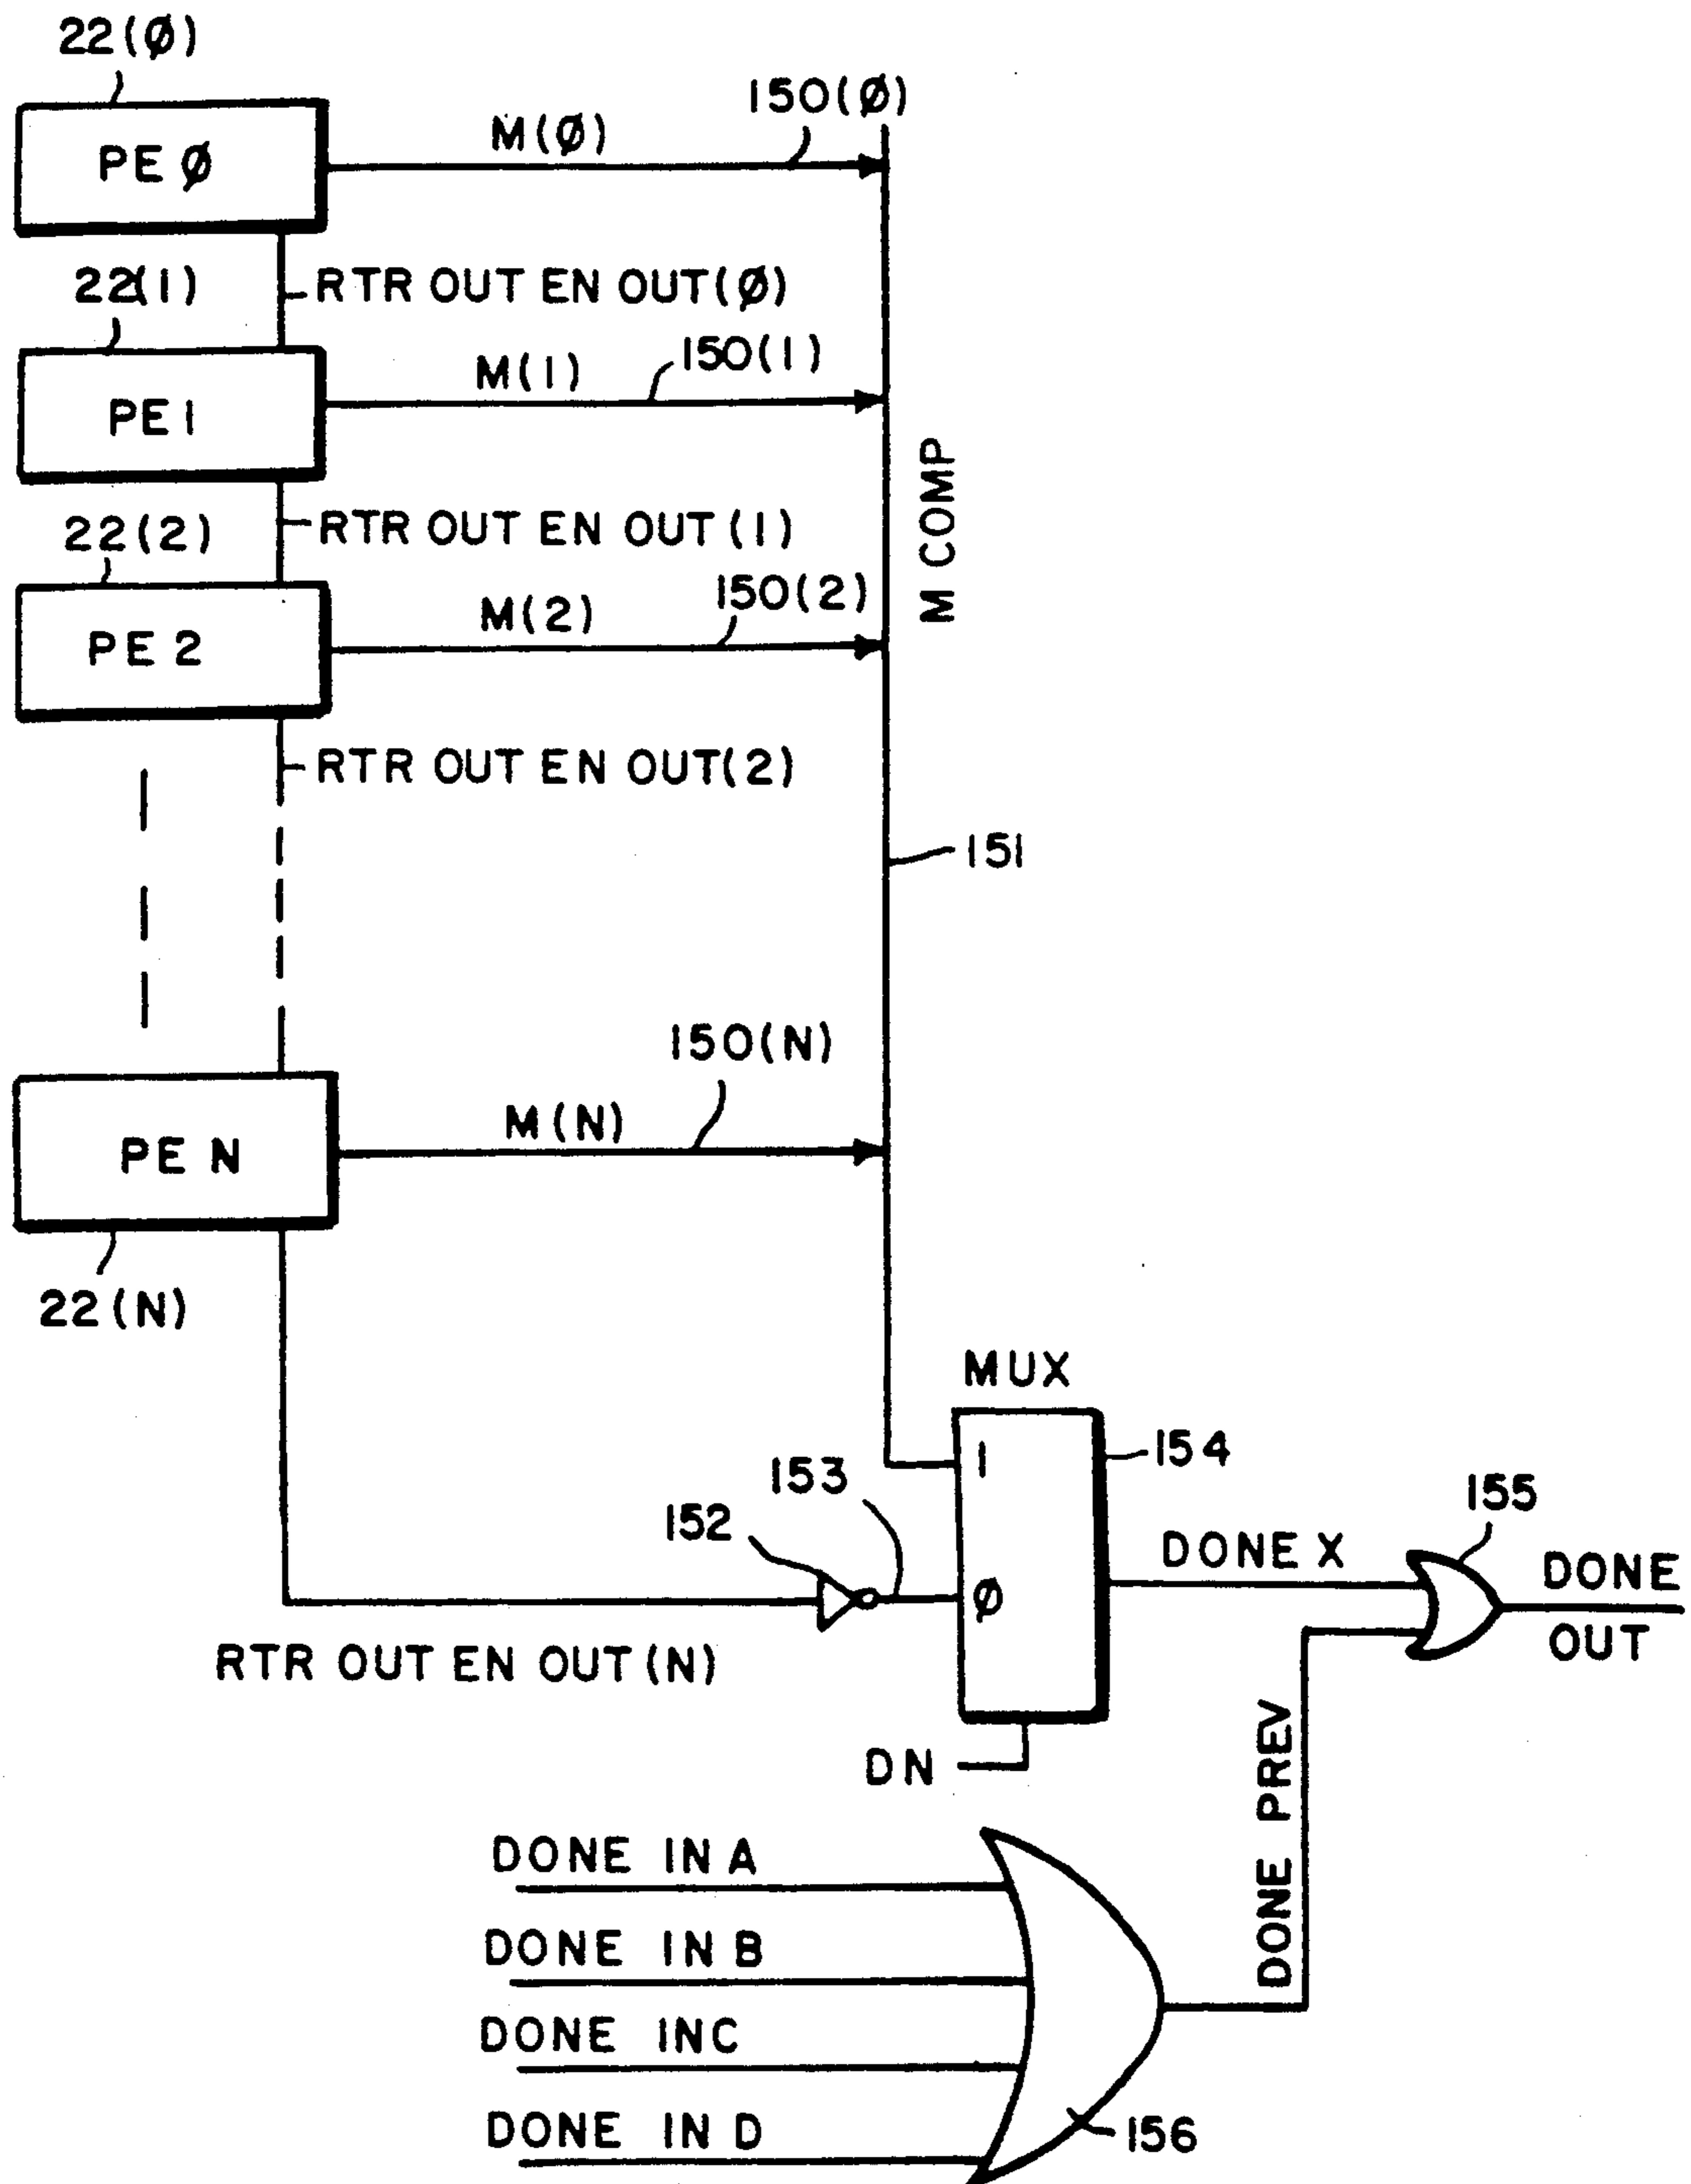 22(Ø)
150(Ø)
M(Ø)
PE Ø
RTR OUT EN OUT(Ø)
22(1)
150(1)
M(1)
PE 1
M COMP
RTR OUT EN OUT(1)
22(2)
150(2)
M(2)
PE 2
RTR OUT EN OUT(2)
151
150(N)
M(N)
PE N
22(N)
MUX
1
154
153
152
155
DONE X
DONE
OUT
Ø
RTR OUT EN OUT(N)
DN
DONE PREV
DONE IN A
DONE IN B
DONE INC
DONE IN D
156